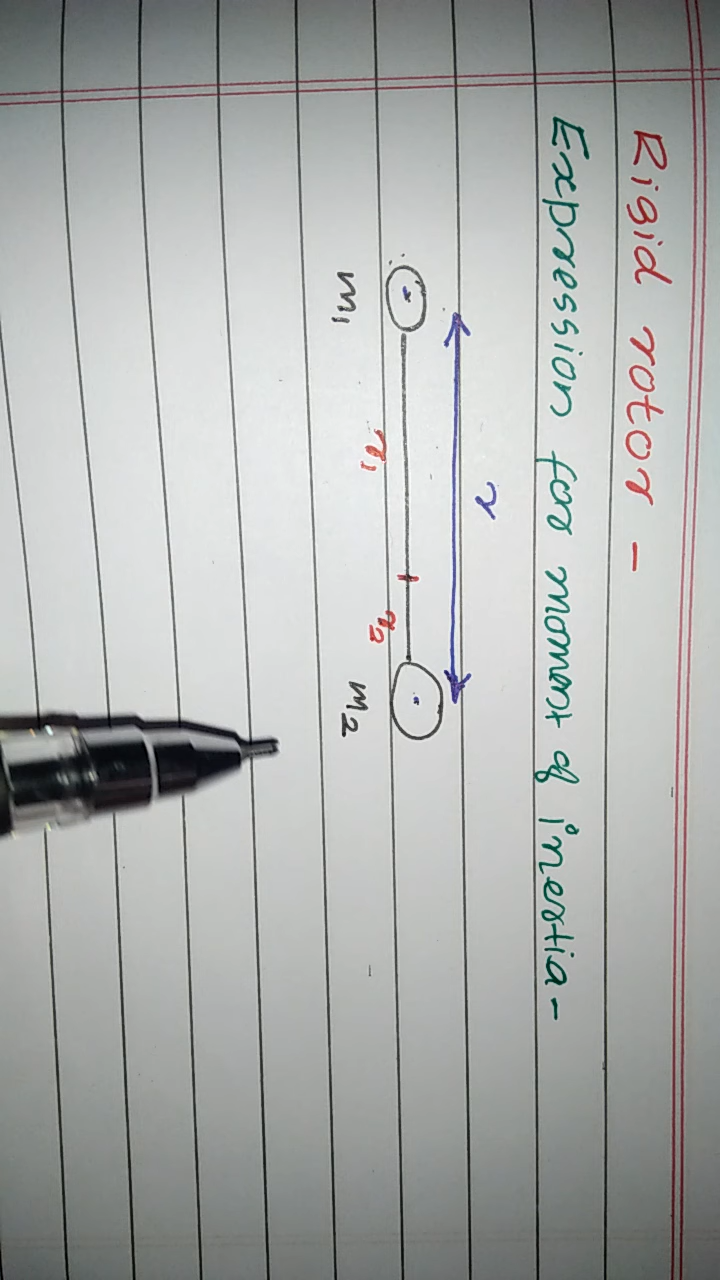 Rigid rotor -
Expression for moment of inertia -
r
r₁ r₂
m₁ m₂